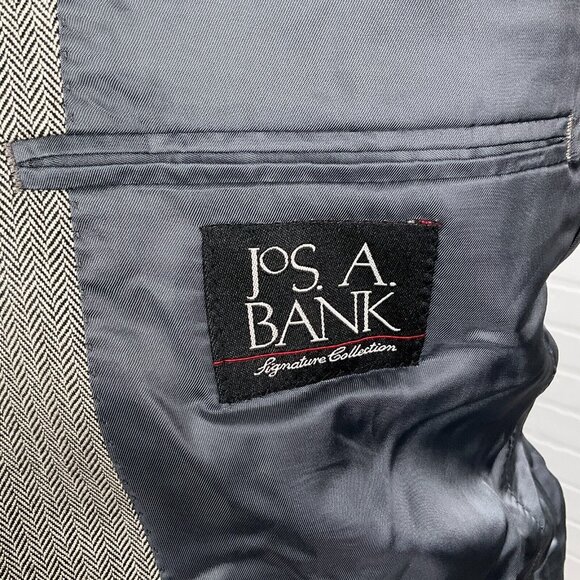 JOS. A.
BANK
Signature Collection